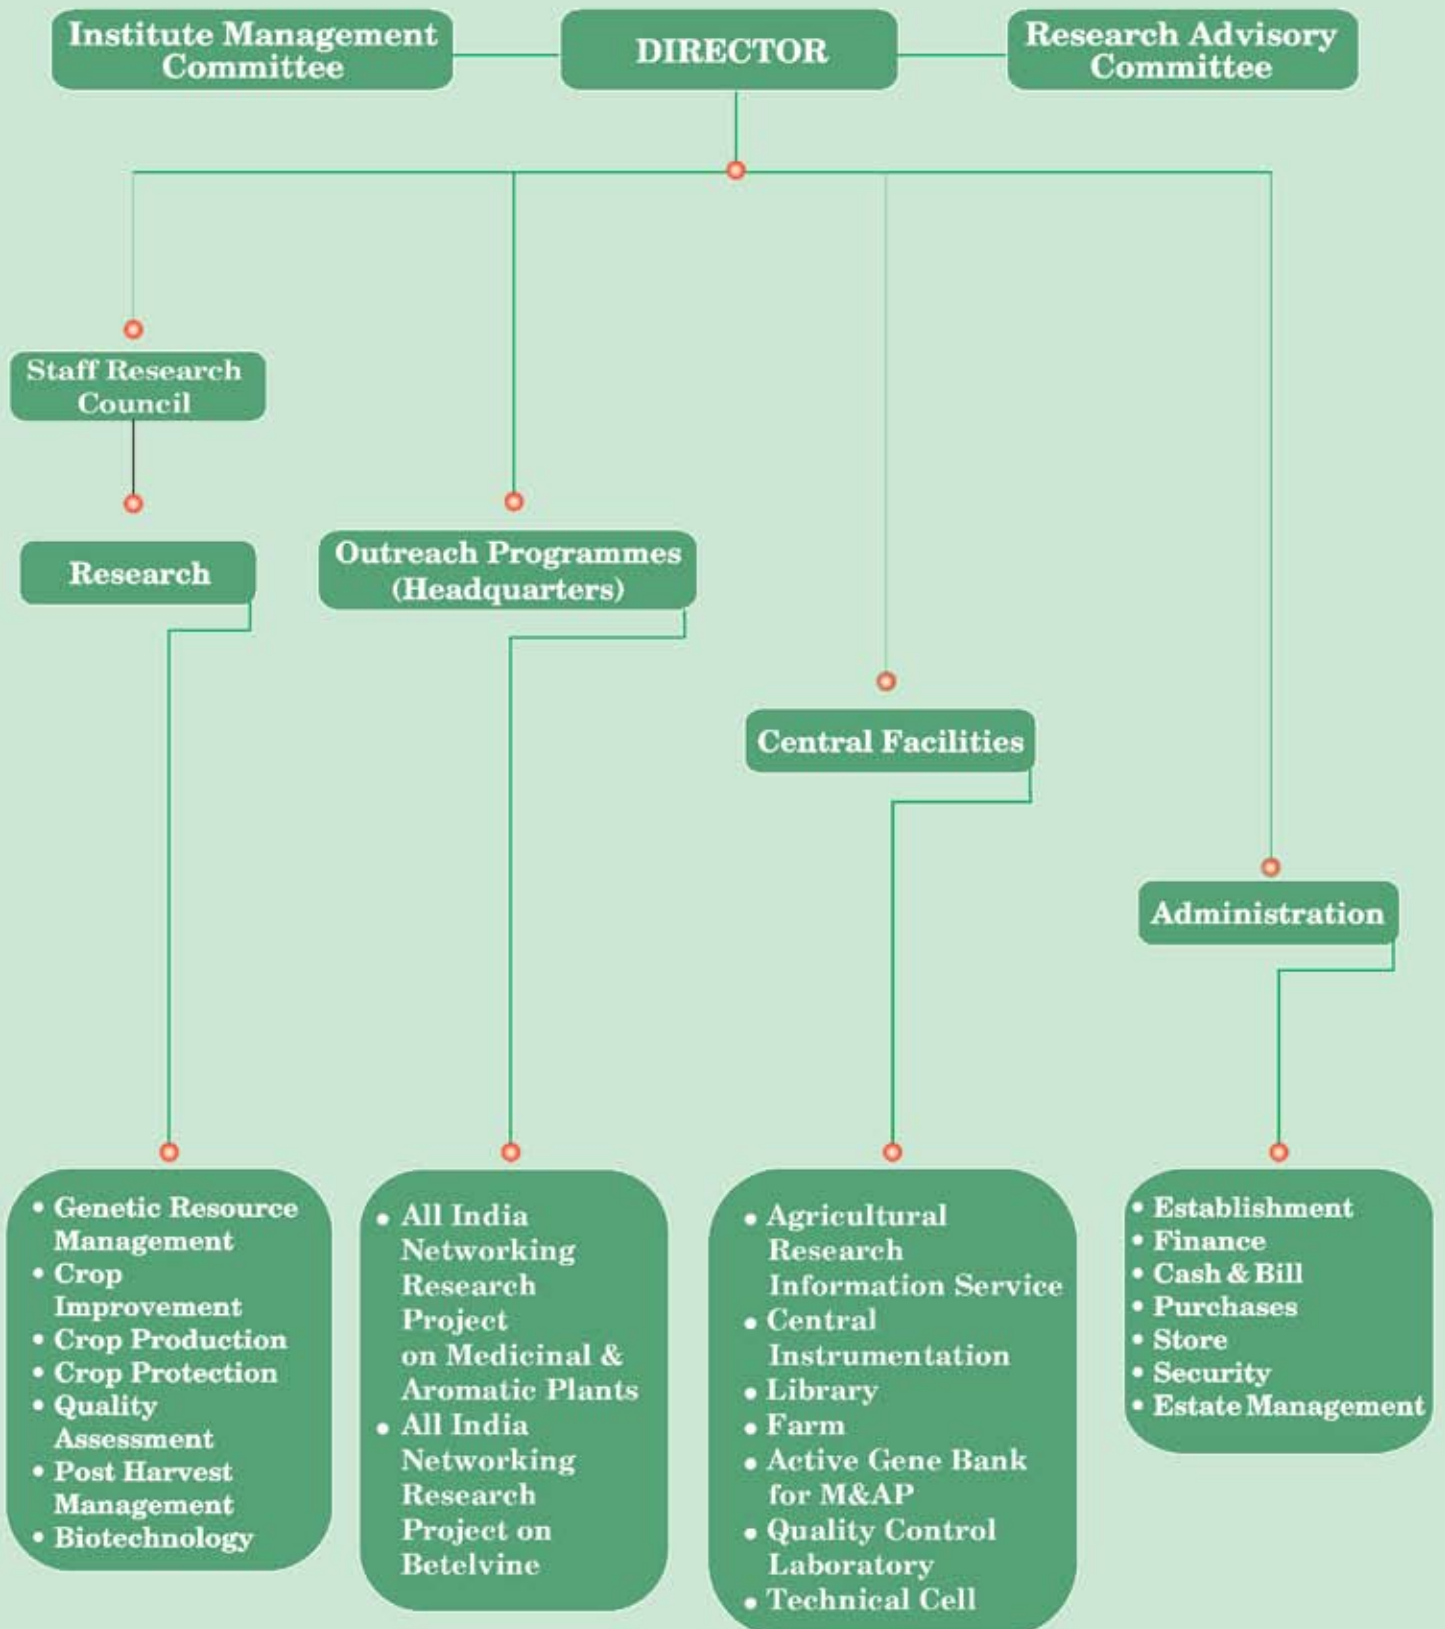 Institute Management
Committee
DIRECTOR
Research Advisory
Committee
Staff Research
Council
Research
Outreach Programmes
(Headquarters)
Central Facilities
Administration
• Genetic Resource
Management
• Crop
Improvement
• Crop Production
• Crop Protection
• Quality
Assessment
• Post Harvest
Management
• Biotechnology
• All India
Networking
Research
Project
on Medicinal &
Aromatic Plants
• All India
Networking
Research
Project on
Betelvine
• Agricultural
Research
Information Service
• Central
Instrumentation
• Library
• Farm
• Active Gene Bank
for M&AP
• Quality Control
Laboratory
• Technical Cell
• Establishment
• Finance
• Cash & Bill
• Purchases
• Store
• Security
• Estate Management